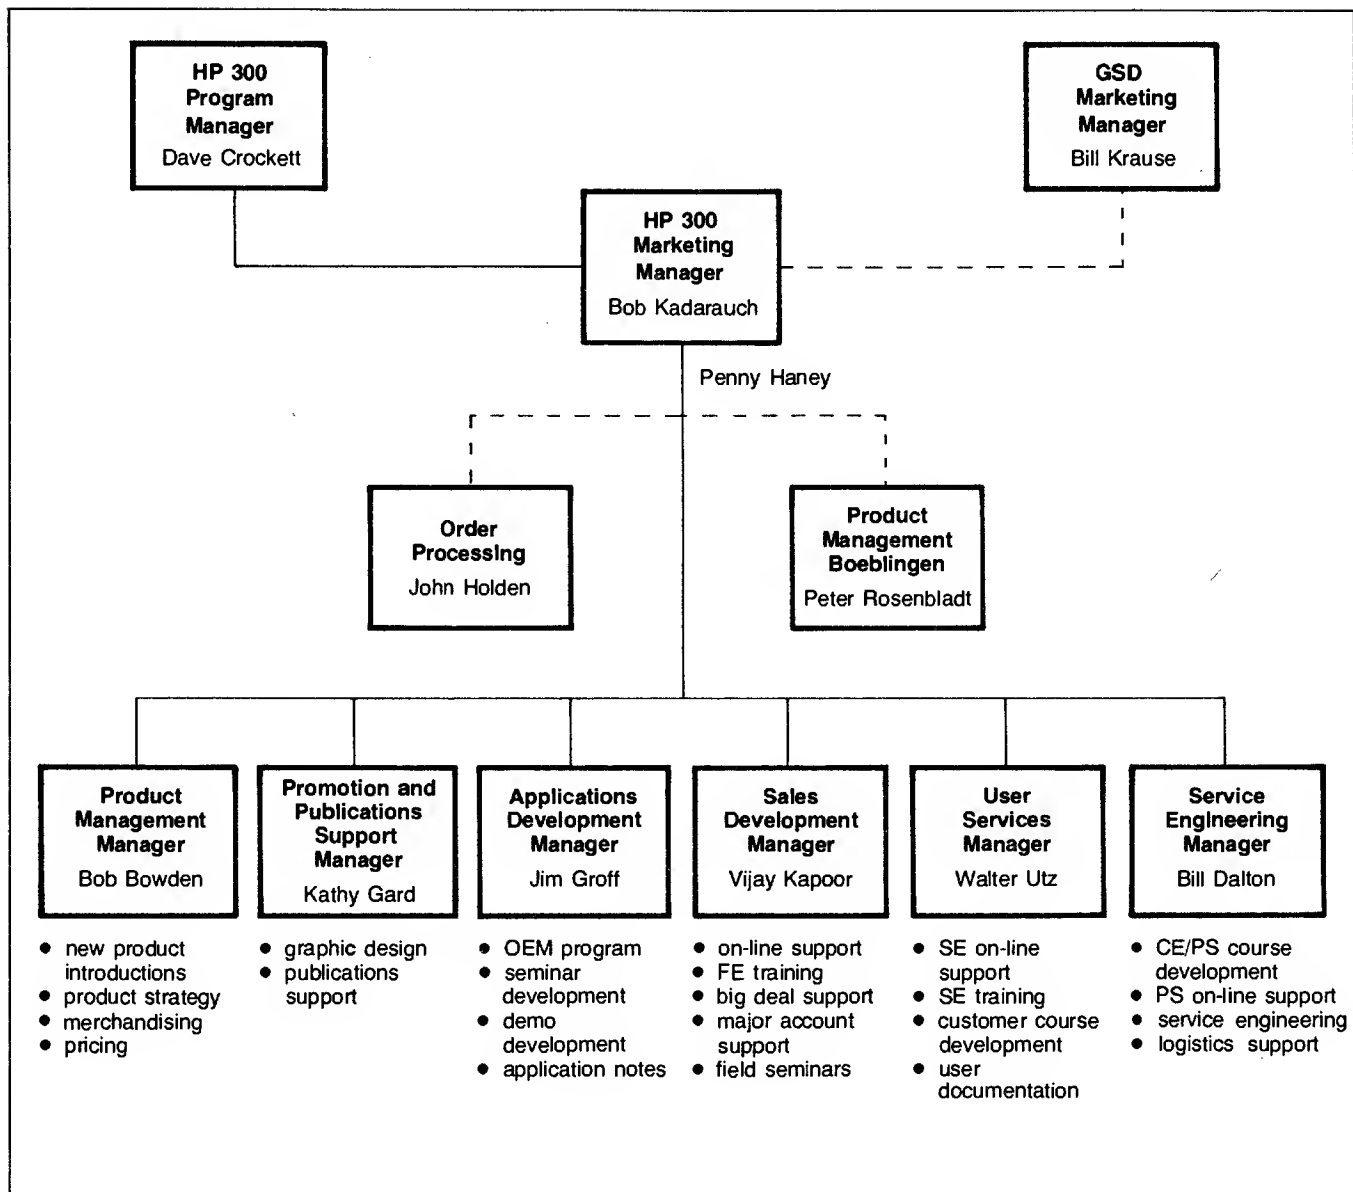 HP 300
Program
Manager
Dave Crockett
GSD
Marketing
Manager
Bill Krause
HP 300
Marketing
Manager
Bob Kadarauch
Penny Haney
Order
Processing
John Holden
Product
Management
Boeblingen
Peter Rosenbladt
Product
Management
Manager
Bob Bowden
• new product
introductions
• product strategy
• merchandising
• pricing
Promotion and
Publications
Support
Manager
Kathy Gard
• graphic design
• publications
support
Applications
Development
Manager
Jim Groff
• OEM program
• seminar
development
• demo
development
• application notes
Sales
Development
Manager
Vijay Kapoor
• on-line support
• FE training
• big deal support
• major account
support
• field seminars
User
Services
Manager
Walter Utz
• SE on-line
support
• SE training
• customer course
development
• user
documentation
Service
Engineering
Manager
Bill Dalton
• CE/PS course
development
• PS on-line support
• service engineering
• logistics support